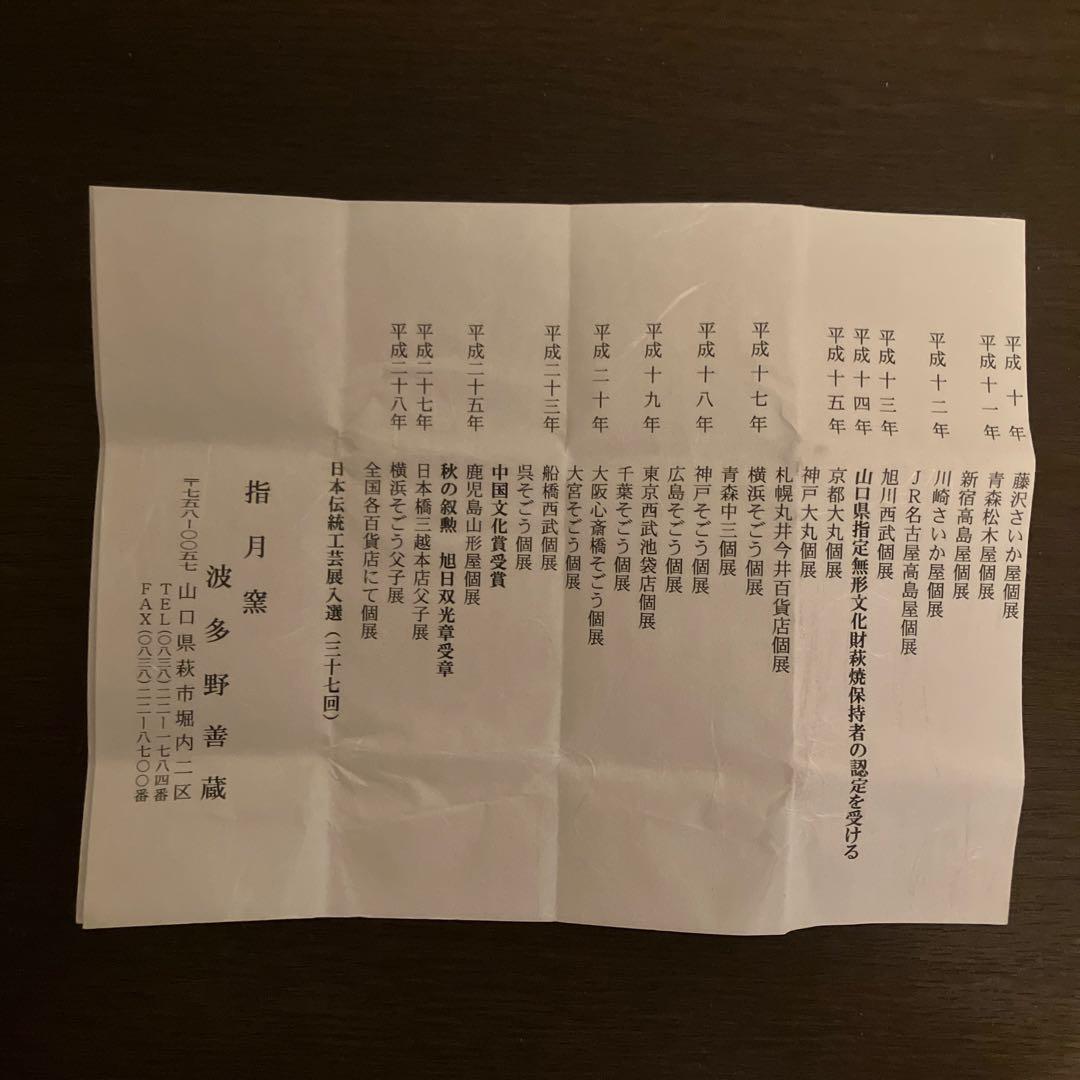 平成十年 藤沢さいか屋個展
平成十一年 青森松木屋個展
新宿高島屋個展
平成十二年 川崎さいか屋個展
ＪＲ名古屋高島屋個展
平成十三年 旭川西武個展
平成十四年 山口県指定無形文化財萩焼保持者の認定を受ける
平成十五年 京都大丸個展
神戸大丸個展
札幌丸井今井百貨店個展
平成十七年 横浜そごう個展
青森中三個展
平成十八年 神戸そごう個展
広島そごう個展
平成十九年 東京西武池袋店個展
千葉そごう個展
平成二十年 大阪心斎橋そごう個展
大宮そごう個展
平成二十三年 船橋西武個展
呉そごう個展
中国文化賞受賞
平成二十五年 鹿児島山形屋個展
秋の叙勲 旭日双光章受章
平成二十七年 日本橋三越本店父子展
平成二十八年 横浜そごう父子展
全国各百貨店にて個展
日本伝統工芸展入選（三十七回）
指月窯
波多野善蔵
〒七五八－〇〇五七 山口県萩市堀内二区
ＴＥＬ（〇八三八）二二－一七八四番
ＦＡＸ（〇八三八）二二－八七〇〇番